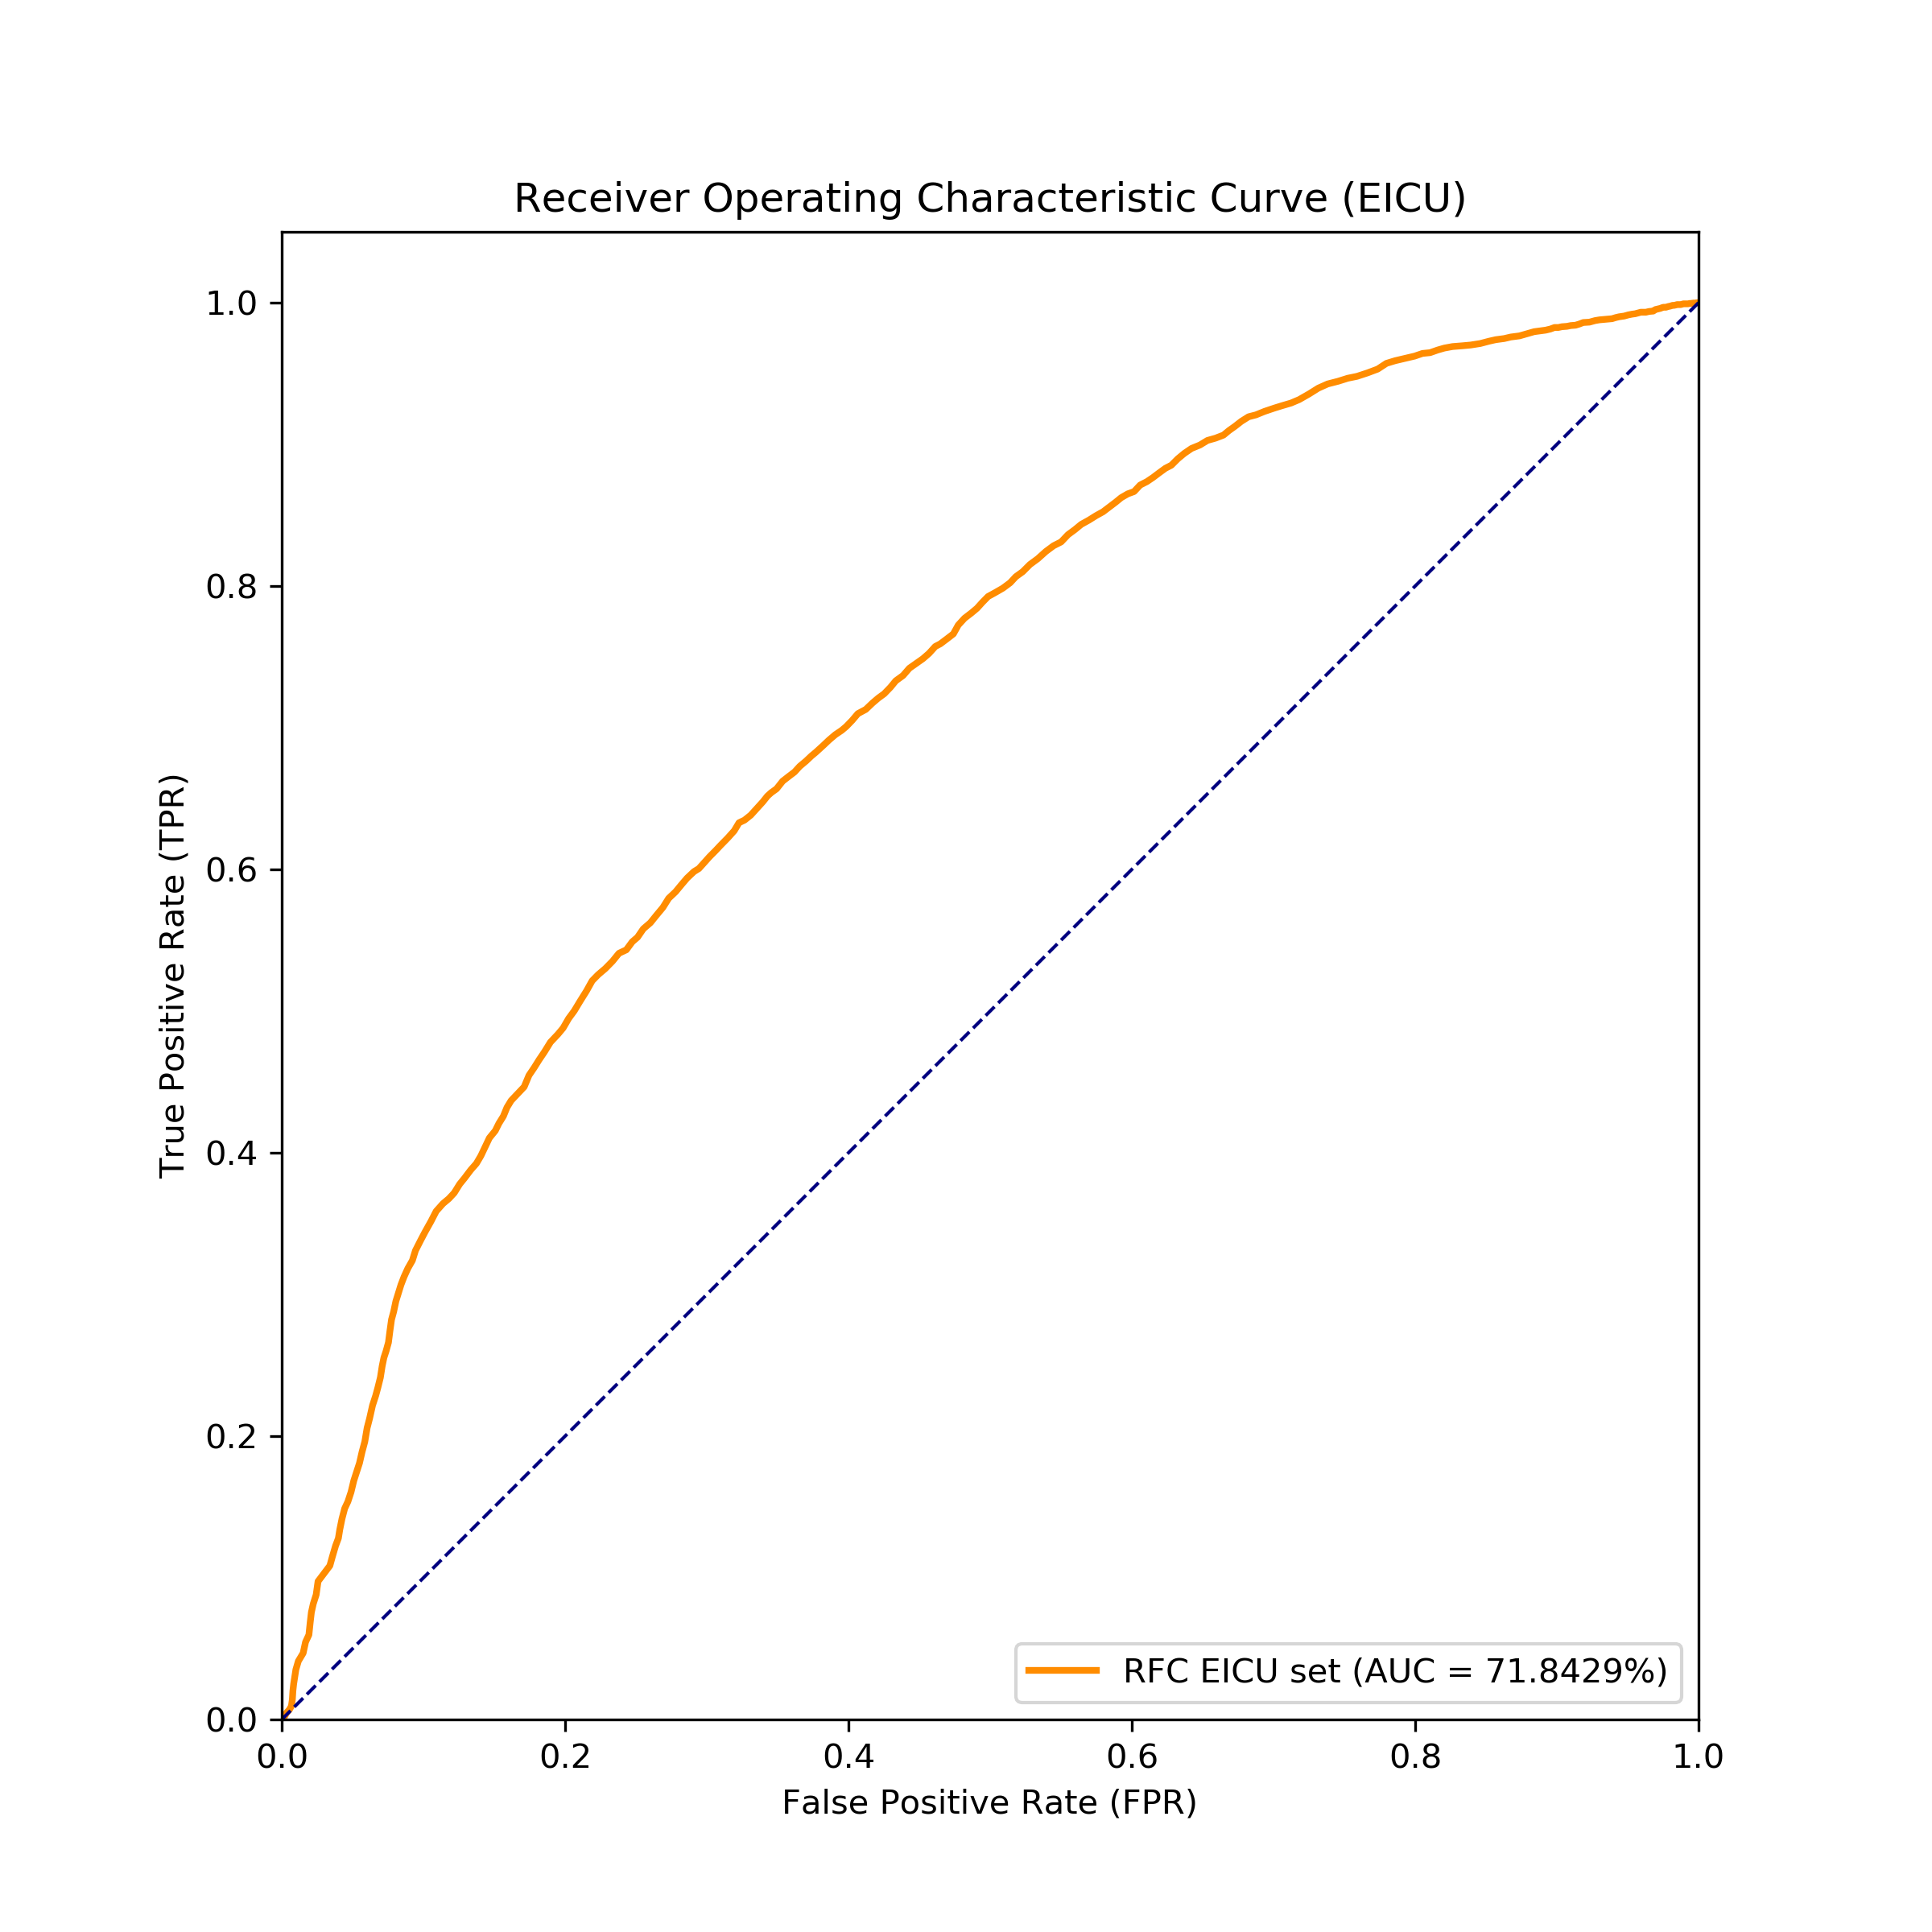 Receiver Operating Characteristic Curve (EICU)
1.0
0.8
0.6
0.4
0.2
0.0
True Positive Rate (TPR)
RFC EICU set (AUC = 71.8429%)
0.0 0.2 0.4 0.6 0.8 1.0
False Positive Rate (FPR)